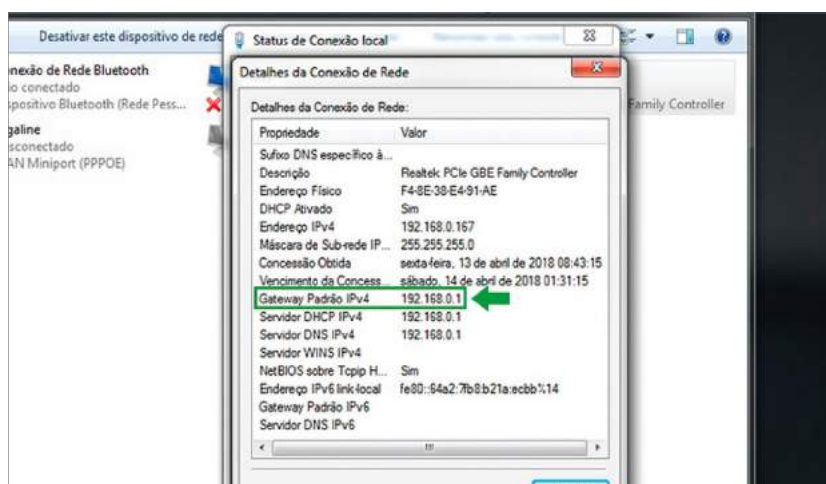 Desativar este dispositivo de rede
Status de Conexão local
nexão de Rede Bluetooth
o conectado
spositivo Bluetooth (Rede Pess...
galine
sconectado
AN Miniport (PPPOE)
Family Controller
Detalhes da Conexão de Rede
Detalhes da Conexão de Rede:
Propriedade Valor
Sufixo DNS específico à...
Descrição Realtek PCIe GBE Family Controller
Endereço Físico F4-8E-38-E4-91-AE
DHCP Ativado Sim
Endereço IPv4 192.168.0.167
Máscara de Sub-rede IP... 255.255.255.0
Concessão Obtida sexta-feira, 13 de abril de 2018 08:43:15
Vencimento da Concess... sábado, 14 de abril de 2018 01:31:15
Gateway Padrão IPv4 192.168.0.1
Servidor DHCP IPv4 192.168.0.1
Servidor DNS IPv4 192.168.0.1
Servidor WINS IPv4
NetBIOS sobre Tcpip H... Sim
Endereço IPv6 link-local fe80::64a2:7fb8:b21a:ecbb%14
Gateway Padrão IPv6
Servidor DNS IPv6